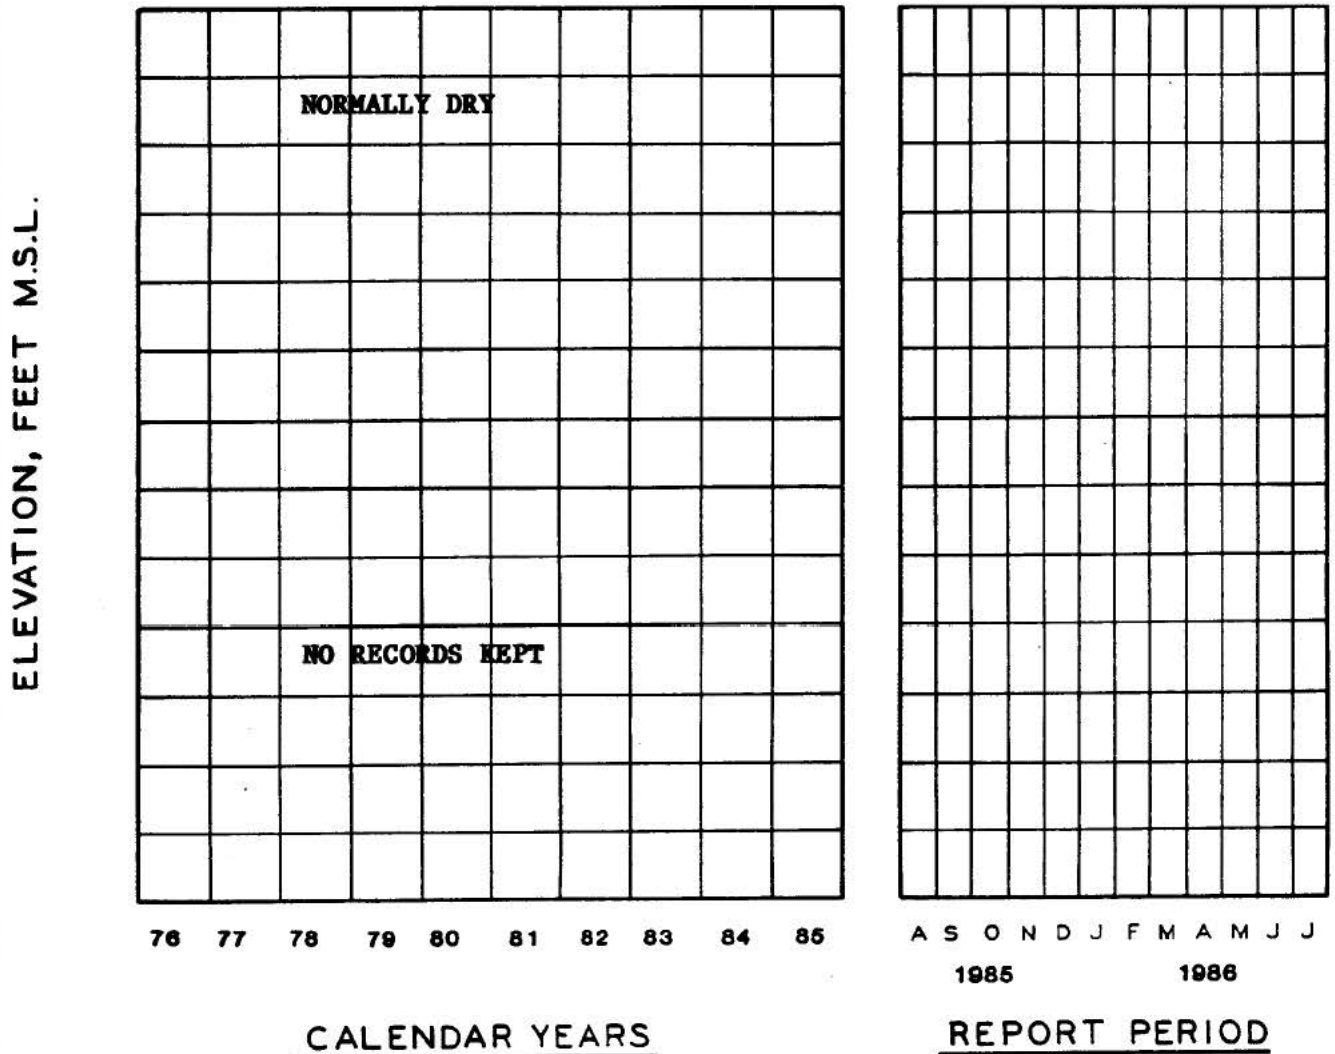 ELEVATION, FEET M.S.L.
NORMALLY DRY
NO RECORDS KEPT
76 77 78 79 80 81 82 83 84 85
CALENDAR YEARS
A S O N D J F M A M J J
1985 1986
REPORT PERIOD